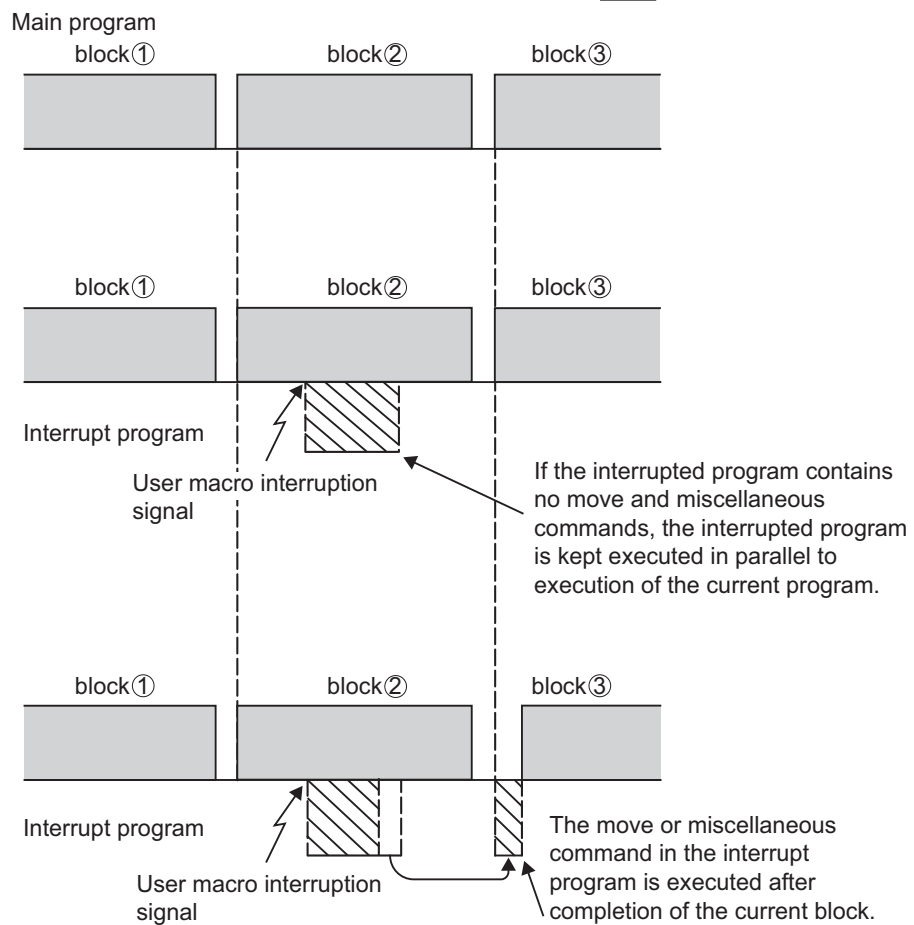 Main program
block① block② block③
block① block② block③
Interrupt program
User macro interruption
signal
If the interrupted program contains
no move and miscellaneous
commands, the interrupted program
is kept executed in parallel to
execution of the current program.
block① block② block③
Interrupt program
User macro interruption
signal
The move or miscellaneous
command in the interrupt
program is executed after
completion of the current block.